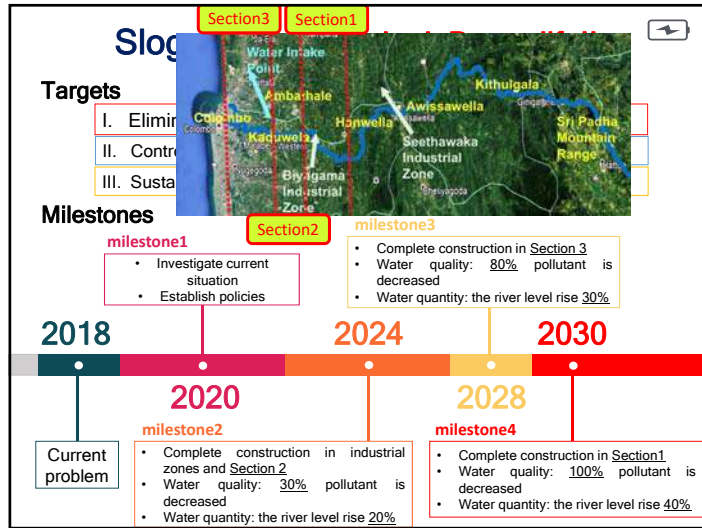 Section3
Section1
Slog
Water Intake
Point
Targets
Ambathale
Kithulgala
I. Elimin
Colombo
Colombo
Awissawella
Hanwella
Sri Padha
Mountain
Range
II. Contro
Kaduwela
Seethawaka
Industrial
Zone
III. Susta
Biyagama
Industrial
Zone
Milestones
Section2
milestone3
milestone1
• Complete construction in Section 3
• Water quality: 80% pollutant is
decreased
• Water quantity: the river level rise 30%
• Investigate current
situation
• Establish policies
2018
2024
2030
2020
2028
milestone2
milestone4
Current
problem
• Complete construction in industrial
zones and Section 2
• Water quality: 30% pollutant is
decreased
• Water quantity: the river level rise 20%
• Complete construction in Section1
• Water quality: 100% pollutant is
decreased
• Water quantity: the river level rise 40%